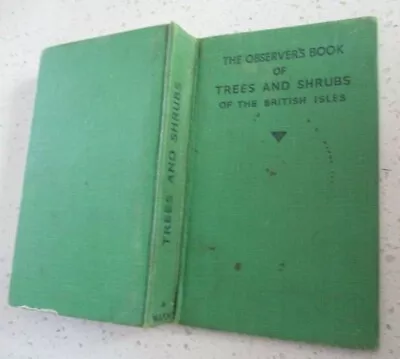 THE OBSERVER'S BOOK
OF
TREES AND SHRUBS
OF THE BRITISH ISLES
TREES AND SHRUBS